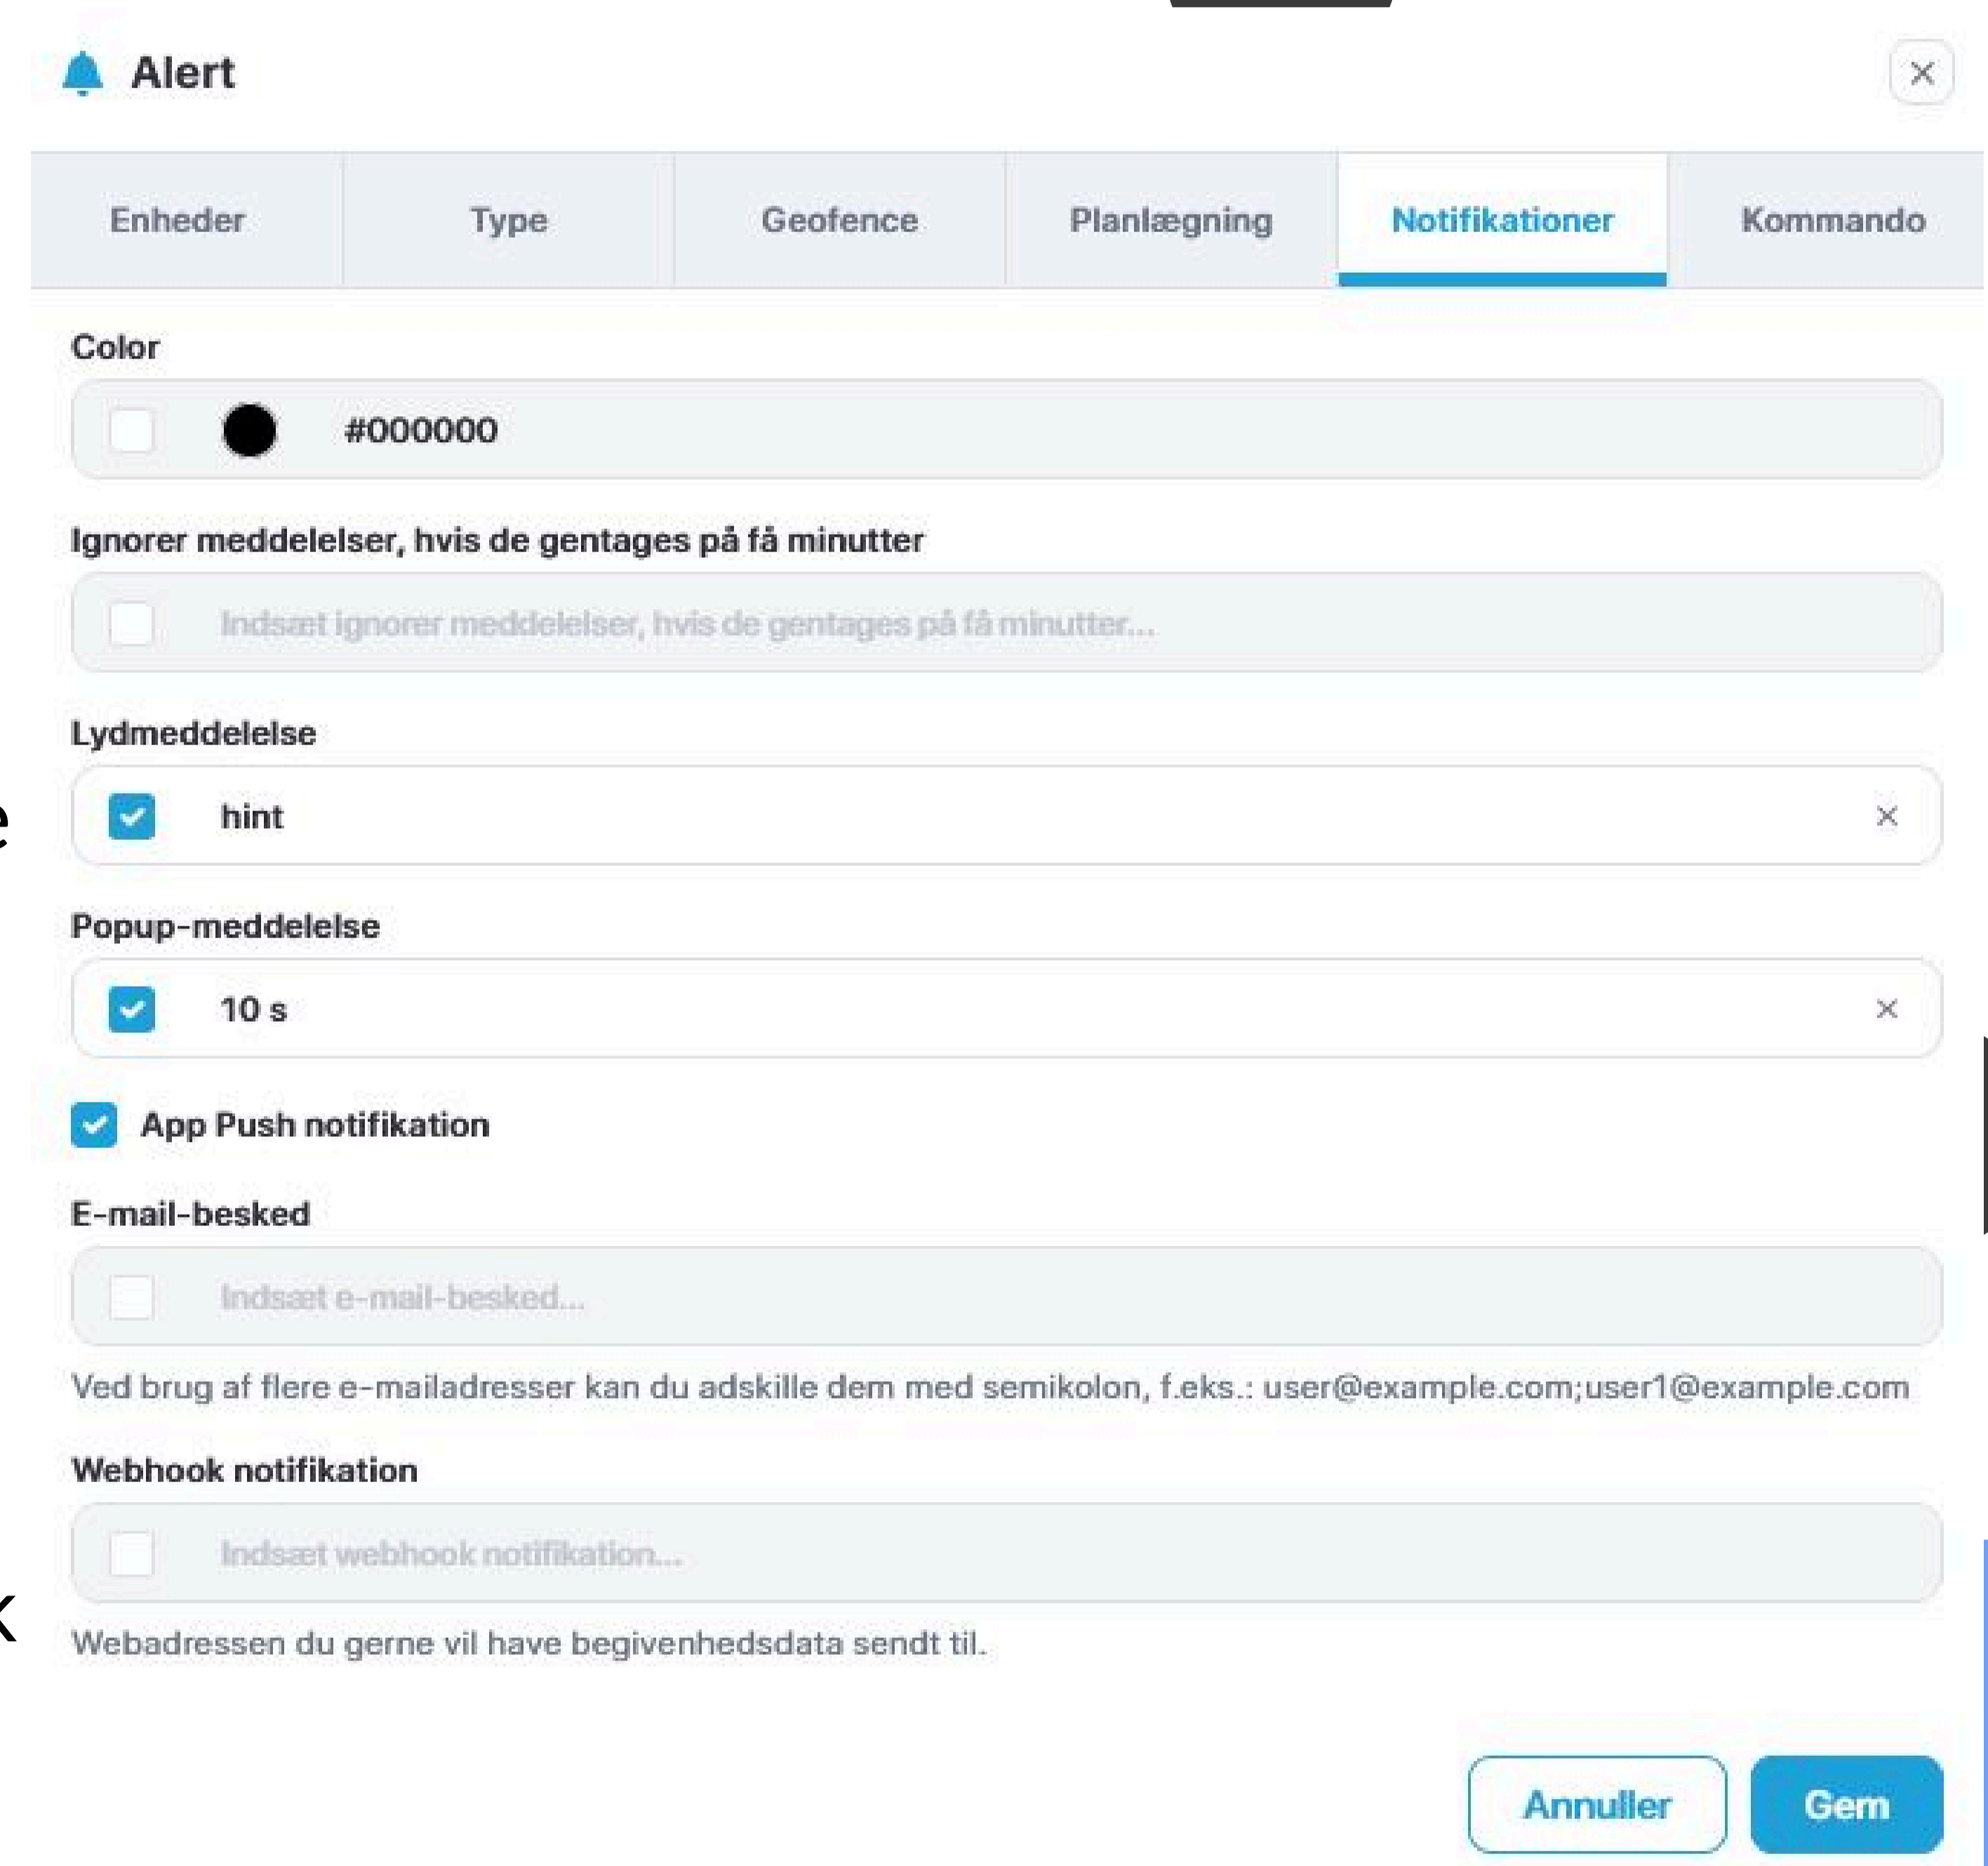 Alert
Enheder Type Geofence Planlægning Notifikationer Kommando
Color
#000000
Ignorer meddelelser, hvis de gentages på få minutter
Indsæt ignorer meddelelser, hvis de gentages på få minutter...
Lydmeddelelse
hint
e
Popup-meddelelse
10 s
App Push notifikation
E-mail-besked
Indsæt e-mail-besked...
Ved brug af flere e-mailadresser kan du adskille dem med semikolon, f.eks.: user@example.com;user1@example.com
Webhook notifikation
Indsæt webhook notifikation...
k
Webadressen du gerne vil have begivenhedsdata sendt til.
Annuller Gem